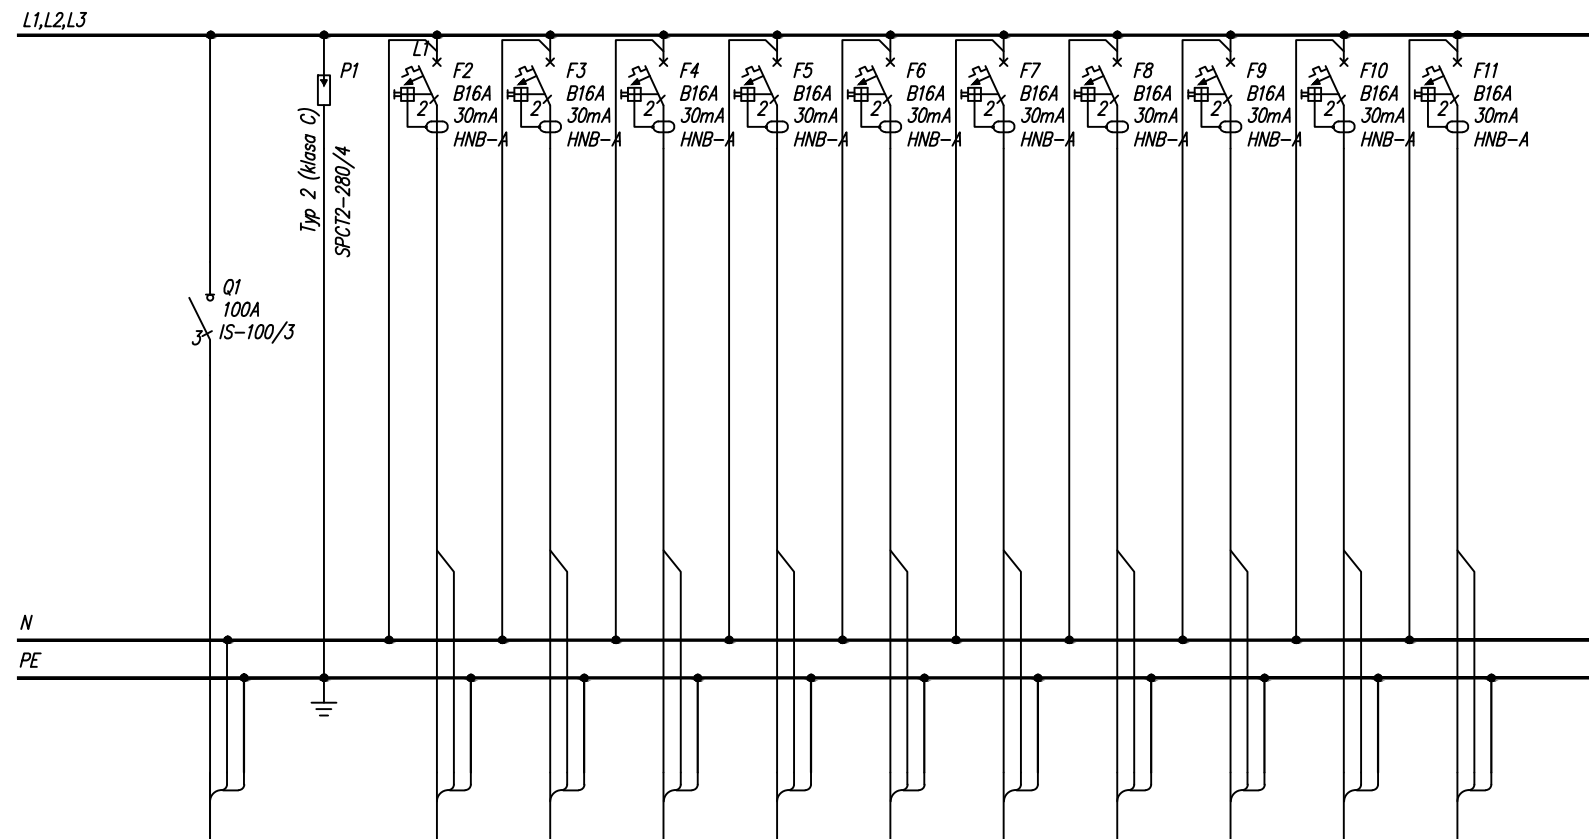 L1,L2,L3
P1
Typ 2 (klasa C)
SPCT2-280/4
Q1
100A
IS-100/3
3
L1
F2
B16A
30mA
HNB-A
2
F3
B16A
30mA
HNB-A
2
F4
B16A
30mA
HNB-A
2
F5
B16A
30mA
HNB-A
2
F6
B16A
30mA
HNB-A
2
F7
B16A
30mA
HNB-A
2
F8
B16A
30mA
HNB-A
2
F9
B16A
30mA
HNB-A
2
F10
B16A
30mA
HNB-A
2
F11
B16A
30mA
HNB-A
2
N
PE